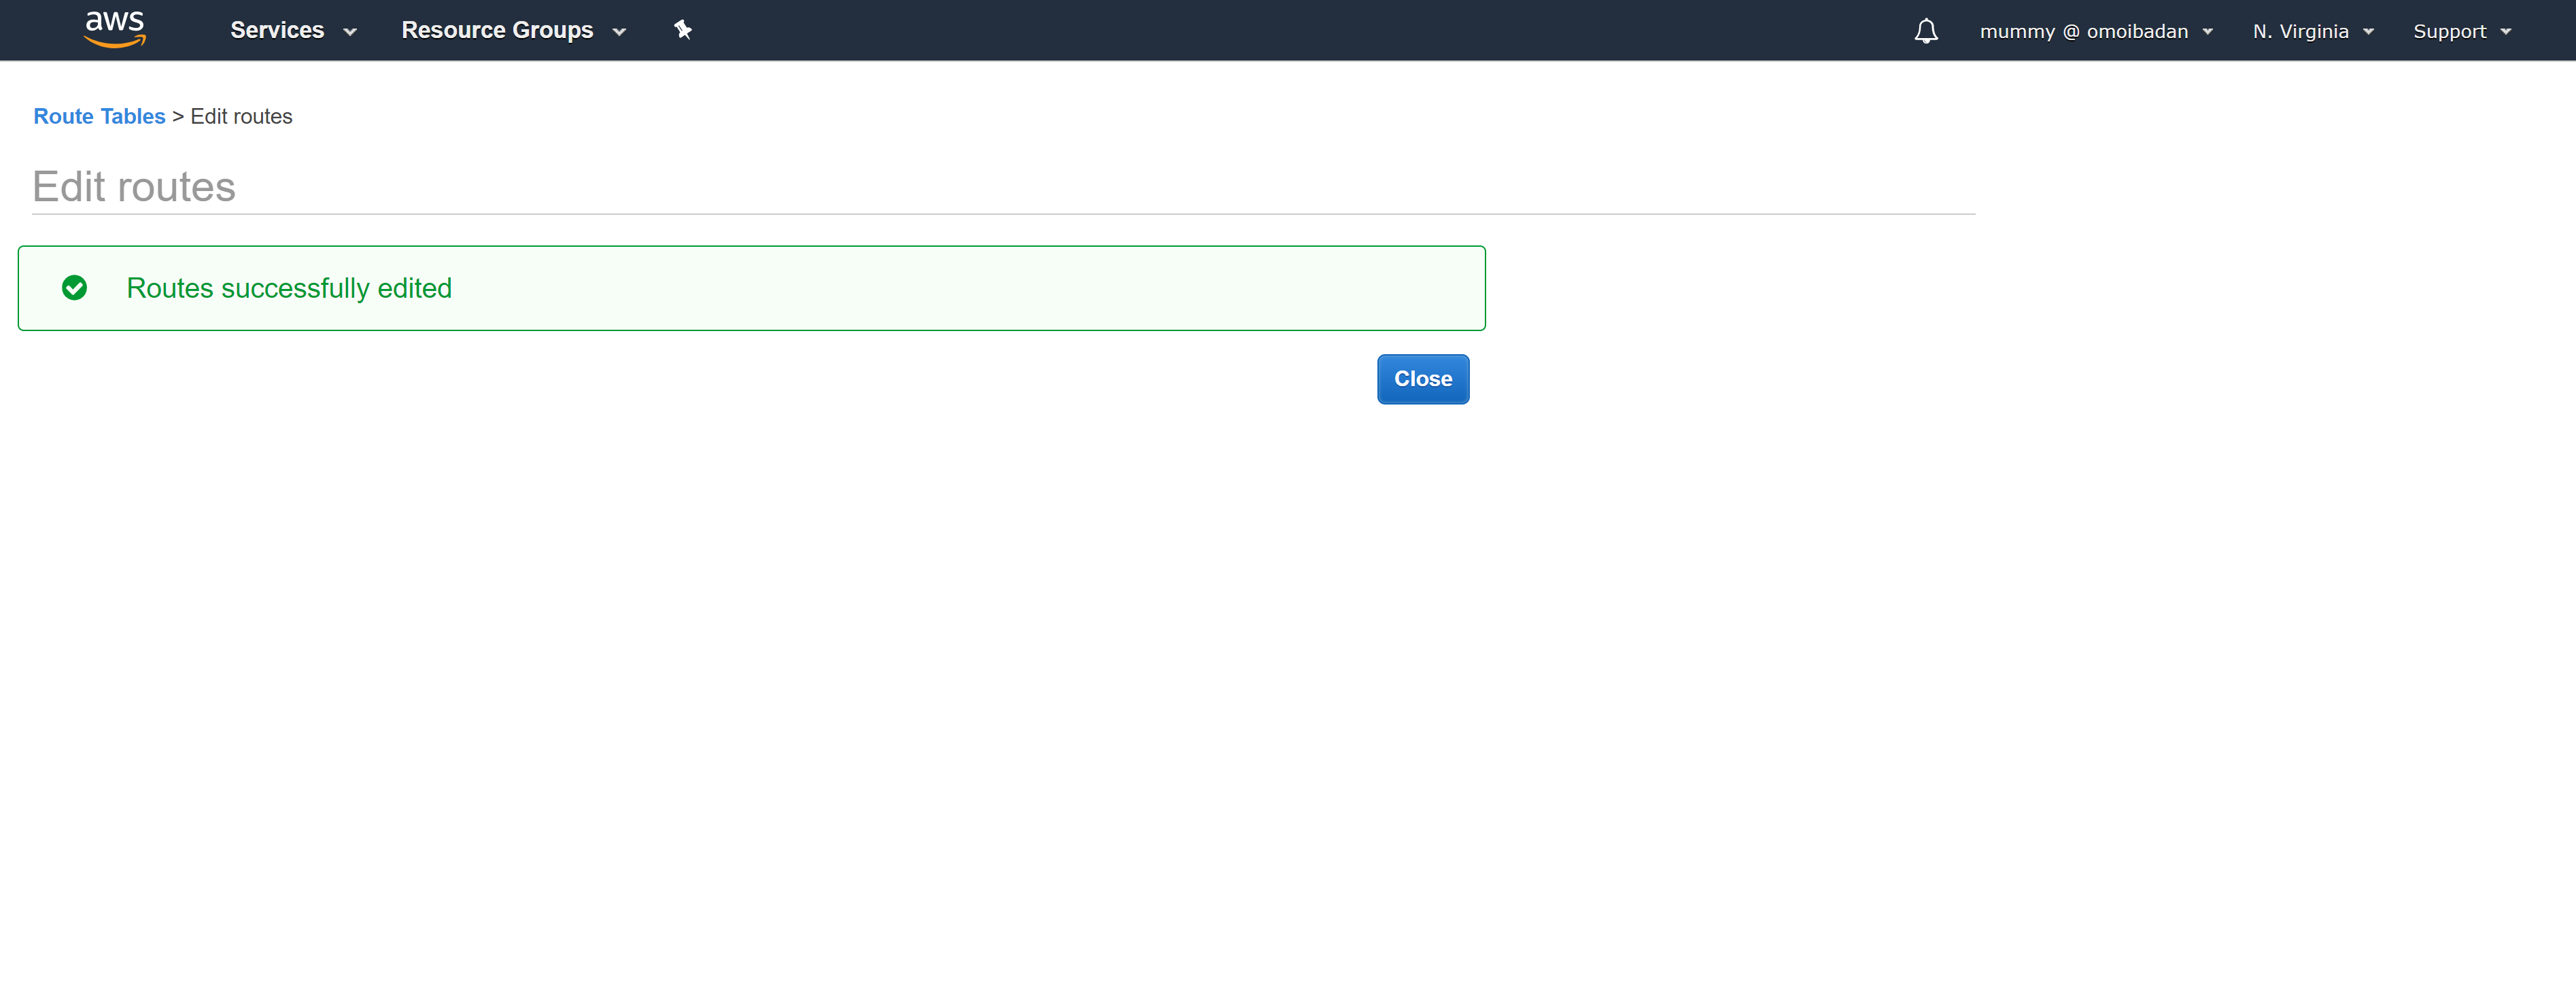 aws Services Resource Groups mummy @ omoibadan N. Virginia Support
Route Tables > Edit routes
Edit routes
Routes successfully edited
Close